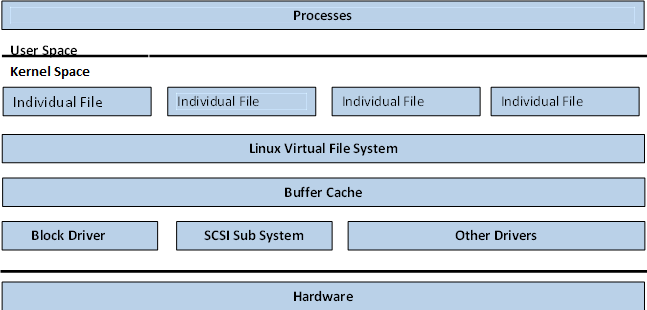 Processes
User Space
Kernel Space
Individual File Individual File Individual File Individual File
Linux Virtual File System
Buffer Cache
Block Driver SCSI Sub System Other Drivers
Hardware